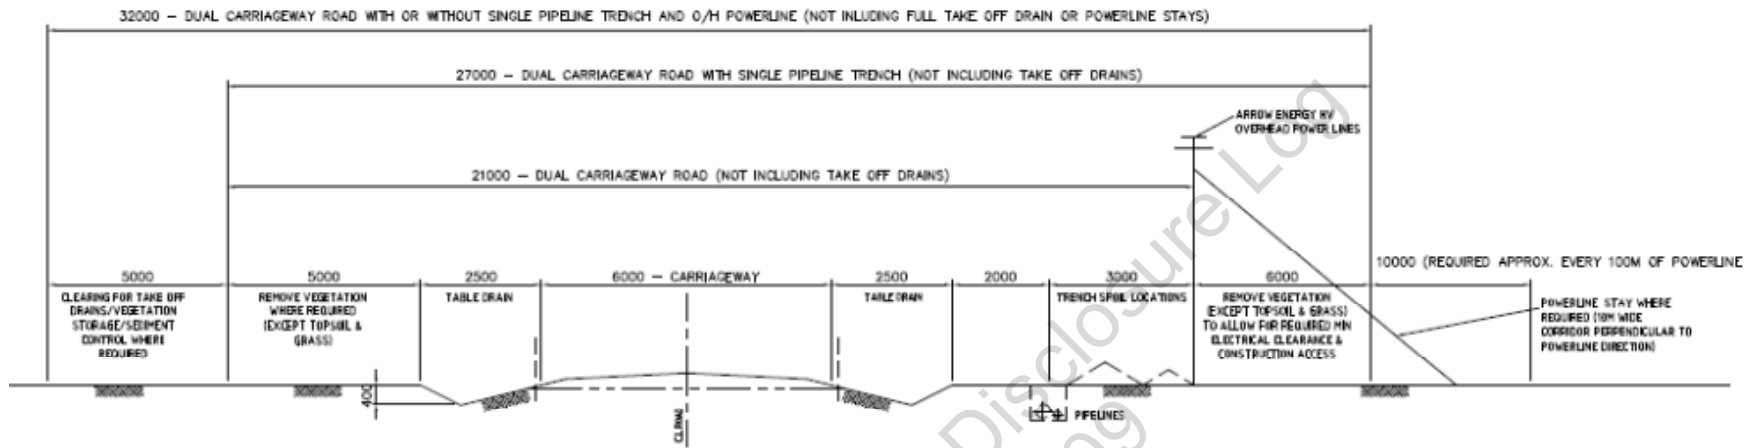 32000 – DUAL CARRIAGEWAY ROAD WITH OR WITHOUT SINGLE PIPELINE TRENCH AND O/H POWERLINE (NOT INLUDING FULL TAKE OFF DRAIN OR POWERLINE STAYS)
27000 – DUAL CARRIAGEWAY ROAD WITH SINGLE PIPELINE TRENCH (NOT INCLUDING TAKE OFF DRAINS)
ARROW ENERGY HV
OVERHEAD POWER LINES
21000 – DUAL CARRIAGEWAY ROAD (NOT INCLUDING TAKE OFF DRAINS)
10000 (REQUIRED APPROX. EVERY 100M OF POWERLINE
5000
5000
2500
6000 – CARRIAGEWAY
2500
2000
3000
6000
CLEARING FOR TAKE OFF
DRAINS/VEGETATION
STORAGE/SEDIMENT
CONTROL WHERE
REQUIRED
REMOVE VEGETATION
WHERE REQUIRED
(EXCEPT TOPSOIL &
GRASS)
TABLE DRAIN
TABLE DRAIN
TRENCH SPOIL LOCATIONS
REMOVE VEGETATION
(EXCEPT TOPSOIL & GRASS)
TO ALLOW FOR REQUIRED MIN
ELECTRICAL CLEARANCE &
CONSTRUCTION ACCESS
POWERLINE STAY WHERE
REQUIRED (10M WIDE
CORRIDOR PERPENDICULAR TO
POWERLINE DIRECTION)
400
PIPELINES
Disclosure Log
Disclosure
Log